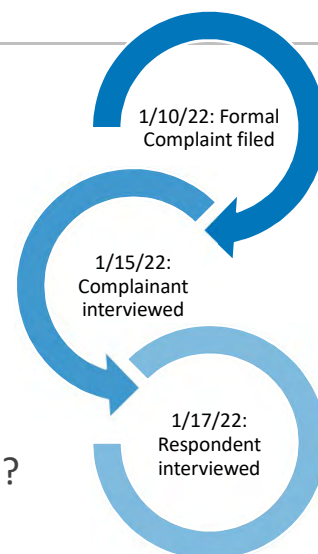 1/10/22: Formal
Complaint filed
1/15/22:
Complainant
interviewed
1/17/22:
Respondent
interviewed
?